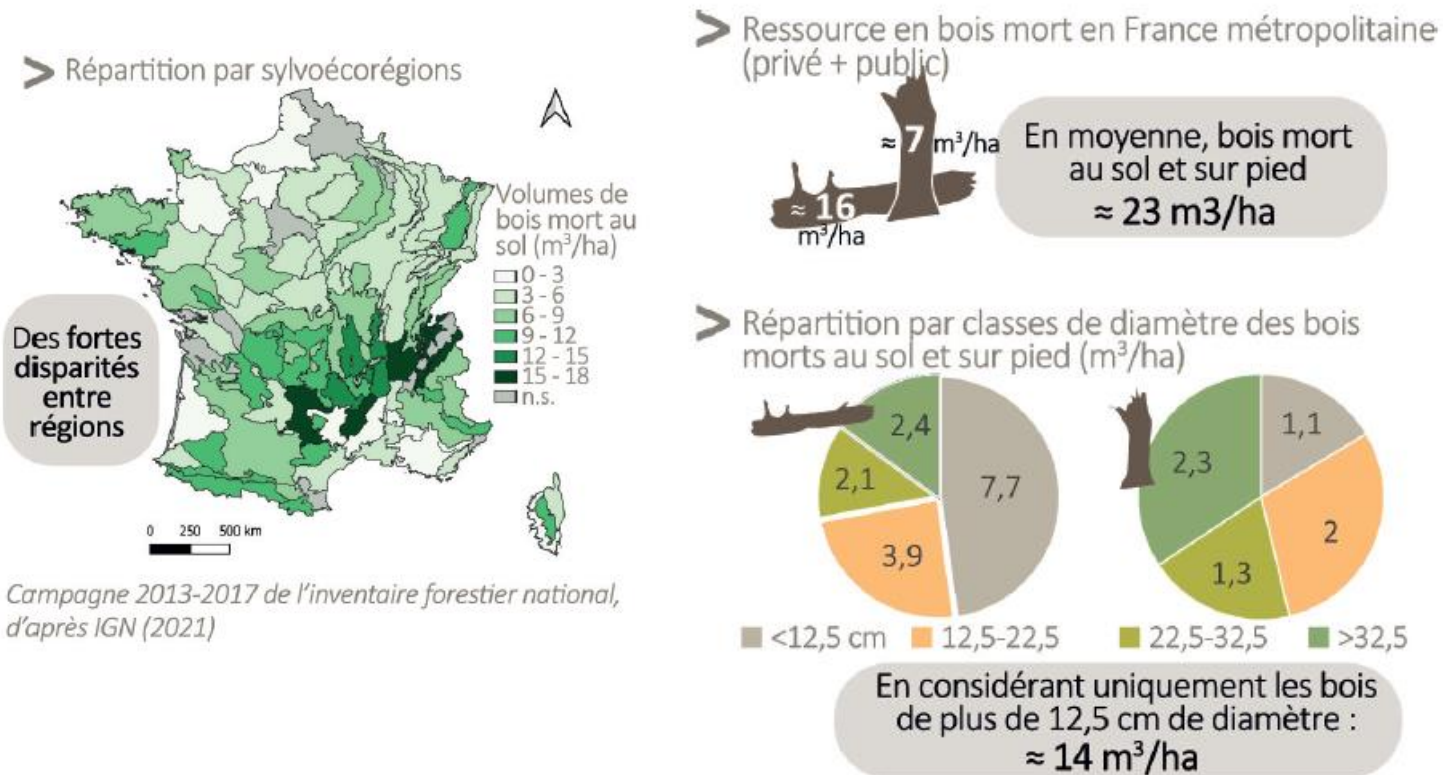 > Répartition par sylvoécorégions
Volumes de
bois mort au
sol (m³/ha)
0 - 3
3 - 6
6 - 9
9 - 12
12 - 15
15 - 18
n.s.
Des fortes
disparités
entre
régions
0 250 500 km
Campagne 2013-2017 de l'inventaire forestier national,
d'après IGN (2021)
> Ressource en bois mort en France métropolitaine
(privé + public)
≈ 7 m³/ha
≈ 16
m³/ha
En moyenne, bois mort
au sol et sur pied
≈ 23 m3/ha
> Répartition par classes de diamètre des bois
morts au sol et sur pied (m³/ha)
2,4
7,7
2,1
3,9
1,1
2,3
2
1,3
<12,5 cm 12,5-22,5 22,5-32,5 >32,5
En considérant uniquement les bois
de plus de 12,5 cm de diamètre :
≈ 14 m³/ha